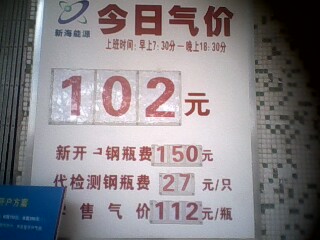 新海能源
今日气价
上班时间：早上7:30分—晚上18:30分
102元
新开 钢瓶费150元
代检测钢瓶费27元/只
售气价112元/瓶
开户方案